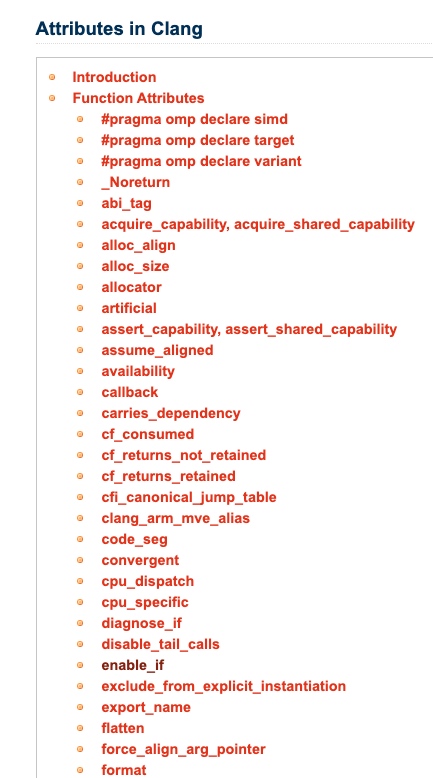 Attributes in Clang
Introduction
Function Attributes
#pragma omp declare simd
#pragma omp declare target
#pragma omp declare variant
_Noreturn
abi_tag
acquire_capability, acquire_shared_capability
alloc_align
alloc_size
allocator
artificial
assert_capability, assert_shared_capability
assume_aligned
availability
callback
carries_dependency
cf_consumed
cf_returns_not_retained
cf_returns_retained
cfi_canonical_jump_table
clang_arm_mve_alias
code_seg
convergent
cpu_dispatch
cpu_specific
diagnose_if
disable_tail_calls
enable_if
exclude_from_explicit_instantiation
export_name
flatten
force_align_arg_pointer
format